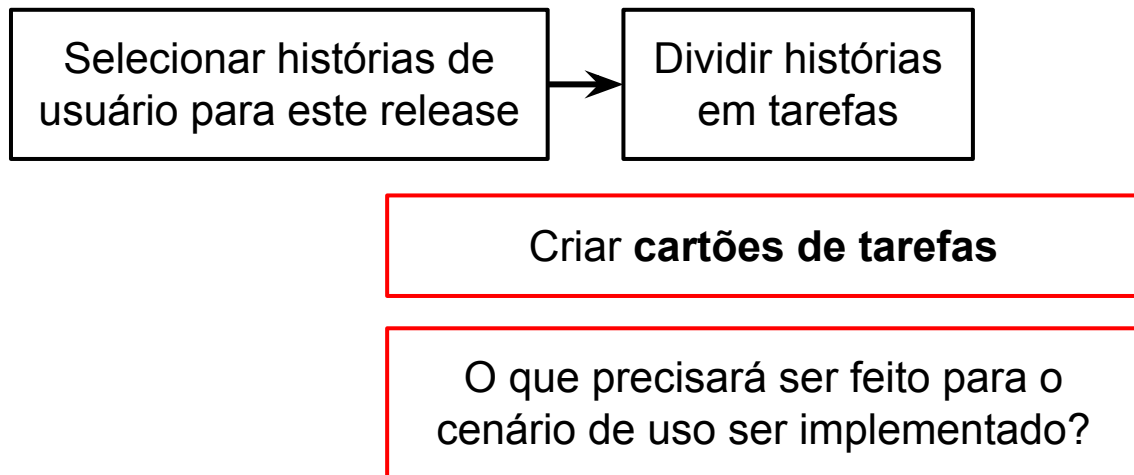 Selecionar histórias de
usuário para este release
Dividir histórias
em tarefas
Criar cartões de tarefas
O que precisará ser feito para o
cenário de uso ser implementado?